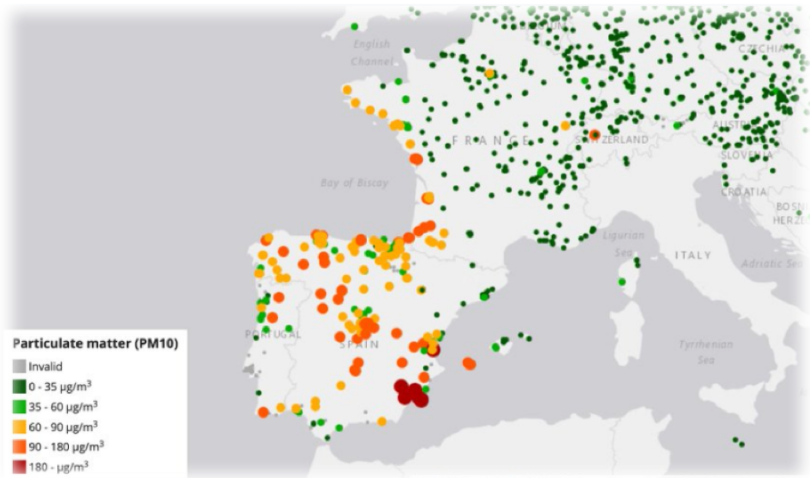 English
Channel
CZECHIA
FRANCE
AUSTRIA
SWITZERLAND
SLOVENIA
Bay of Biscay
CROATIA
BOSN
HERZE
Ligurian
Sea
ITALY
Adriatic Sea
PORTUGAL
SPAIN
Tyrrhenian
Sea
Particulate matter (PM10)
Invalid
0 - 35 µg/m³
35 - 60 µg/m³
60 - 90 µg/m³
90 - 180 µg/m³
180 - µg/m³